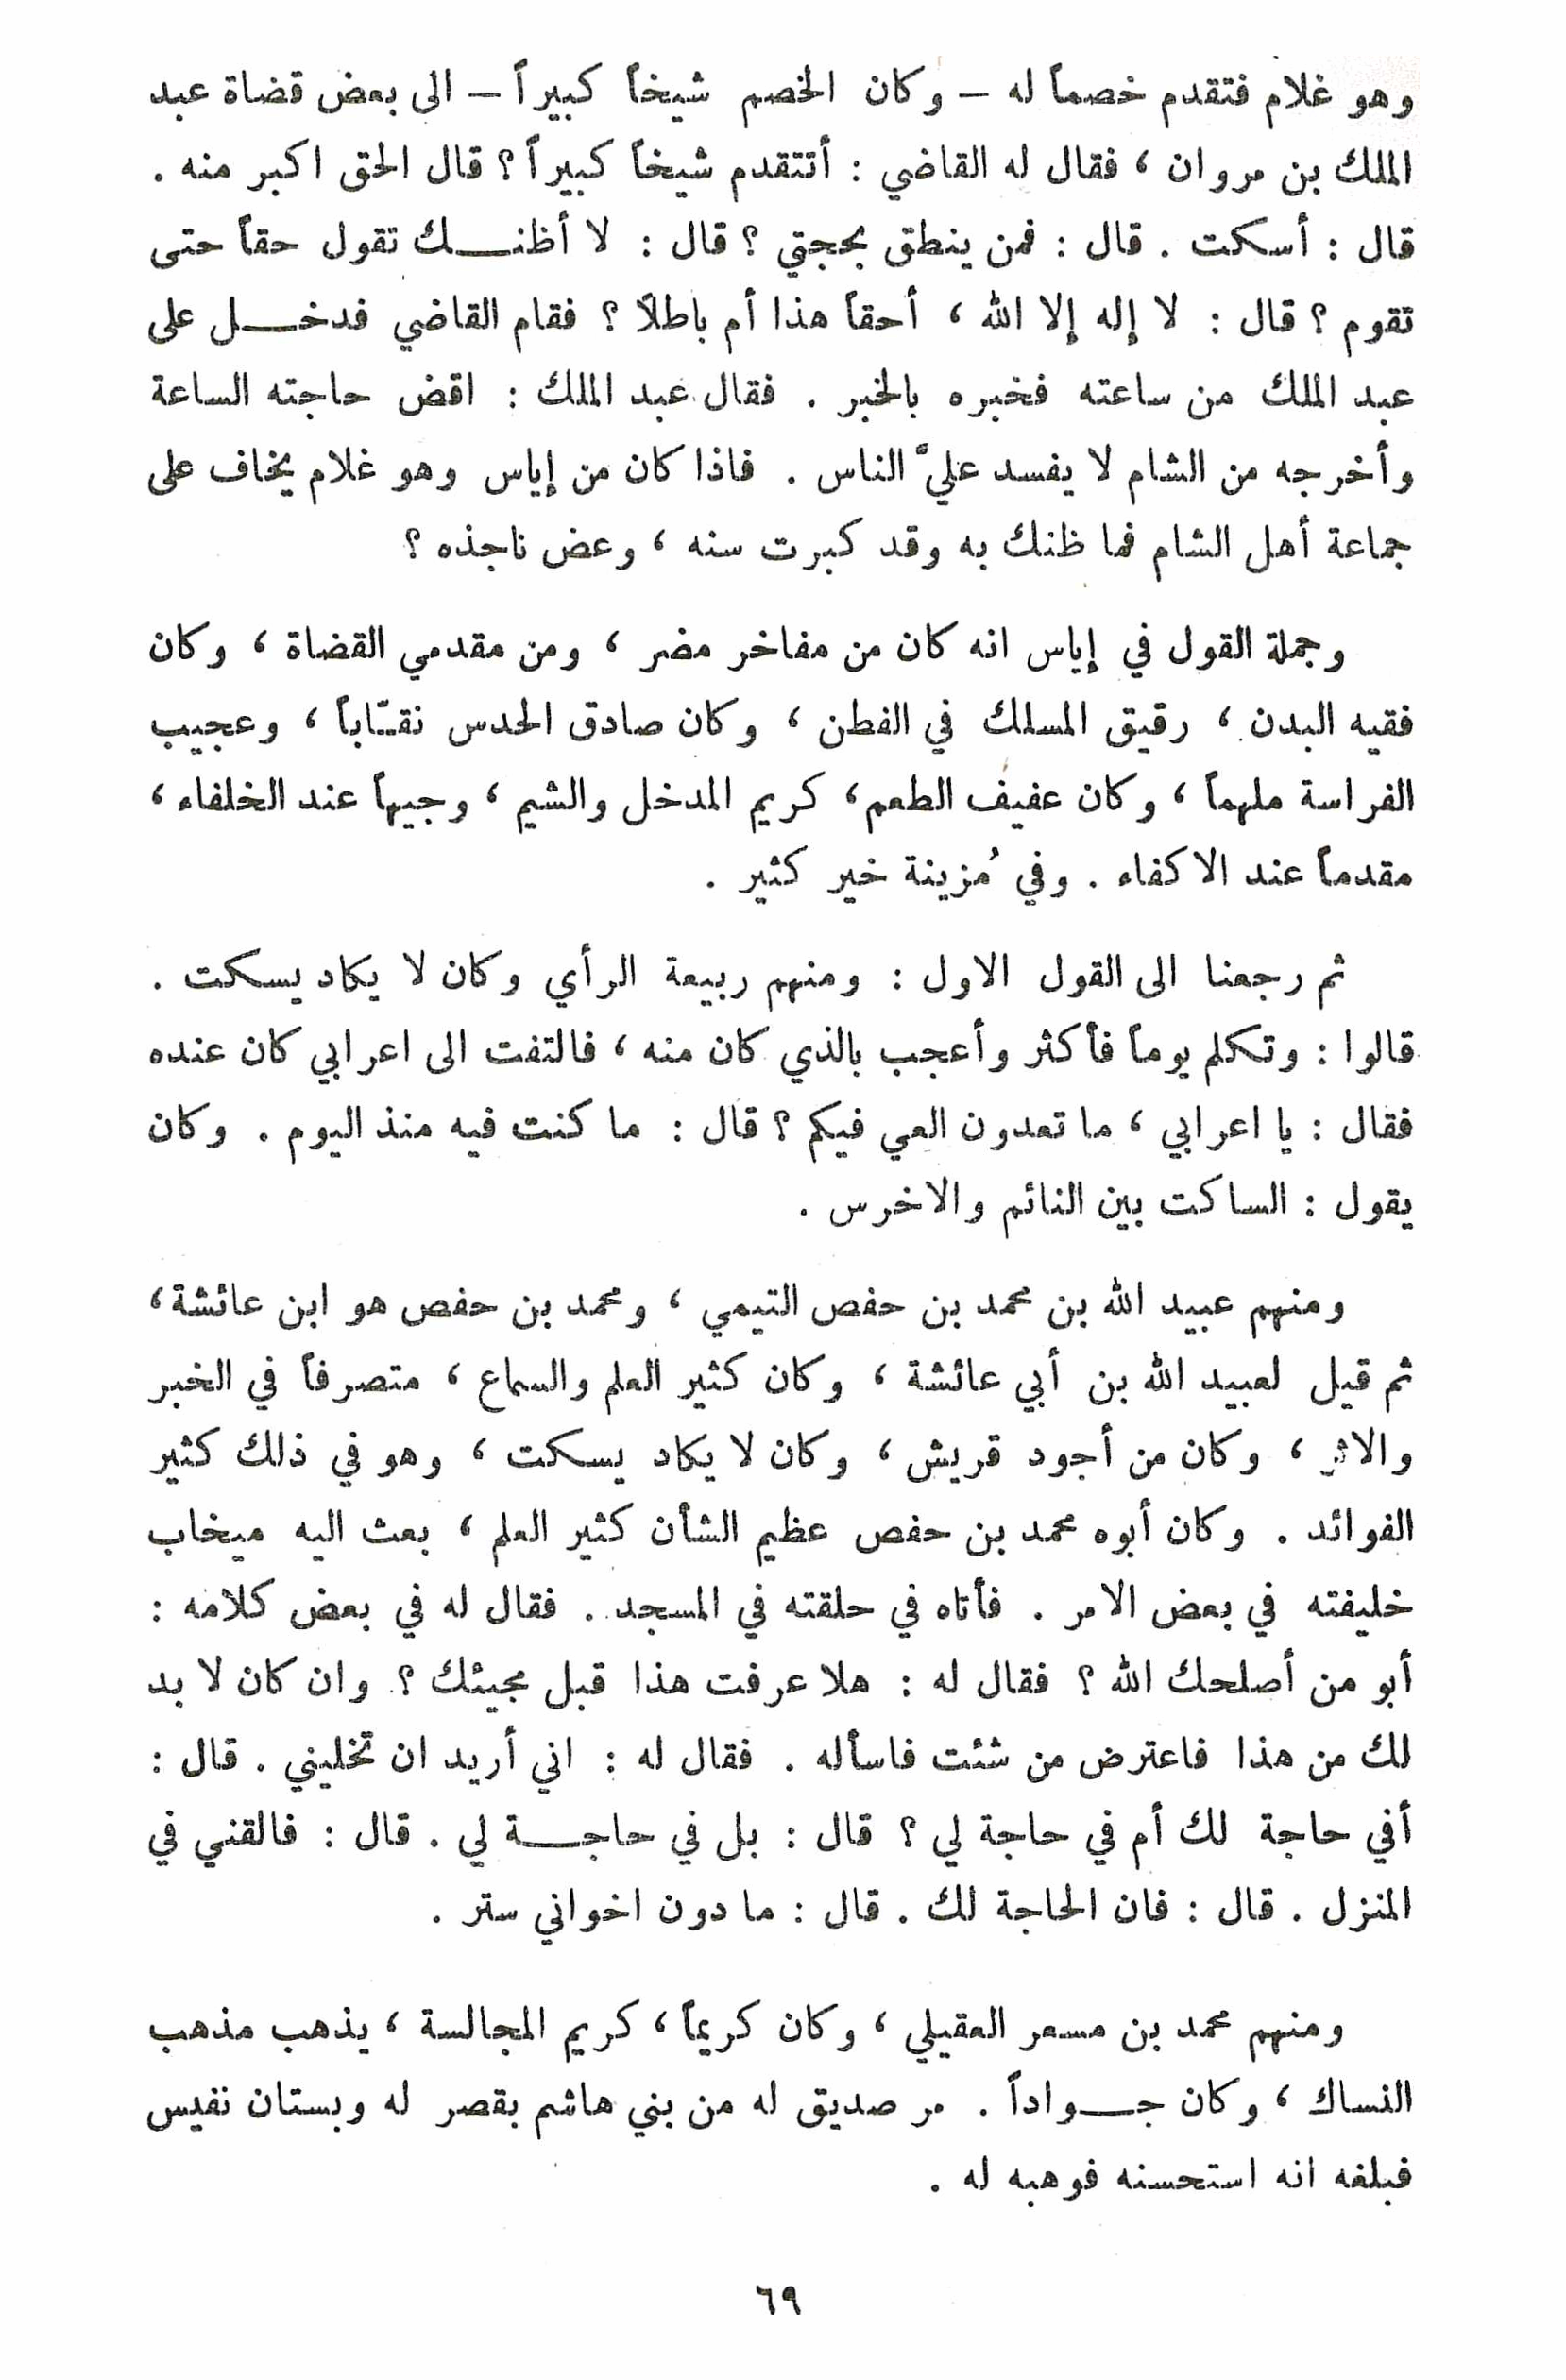 وهو غلام فتقدم خصماً له – وكان الخصم شيخاً كبيراً – الى بعض قضاة عبد
الملك بن مروان ، فقال له القاضي : أتتقدم شيخاً كبيراً ؟ قال الحق اكبر منه .
قال : أسكت . قال : فمن ينطق بحجتي ؟ قال : لا أظنـــك تقول حقاً حتى
تقوم ؟ قال : لا إله إلا الله ، أحقاً هذا أم باطلاً ؟ فقام القاضي فدخـــل على
عبد الملك من ساعته فخبره بالخبر . فقال عبد الملك : اقض حاجته الساعة
وأخرجه من الشام لا يفسد عليّ الناس . فاذا كان من إياس وهو غلام يخاف على
جماعة أهل الشام فما ظنك به وقد كبرت سنه ، وعض ناجذه ؟
وجملة القول في إياس انه كان من مفاخر مضر ، ومن مقدمي القضاة ، وكان
فقيه البدن ، رقيق المسلك في الفطن ، وكان صادق الحدس نقـّاباً ، وعجيب
الفراسة ملهماً ، وكان عفيف الطعم ، كريم المدخل والشيم ، وجيهاً عند الخلفاء ،
مقدماً عند الاكفاء . وفي مُزينة خير كثير .
ثم رجعنا الى القول الاول : ومنهم ربيعة الرأي وكان لا يكاد يسكت .
قالوا : وتكلم يوماً فأكثر وأعجب بالذي كان منه ، فالتفت الى اعرابي كان عنده
فقال : يا اعرابي ، ما تعدون العي فيكم ؟ قال : ما كنت فيه منذ اليوم . وكان
يقول : الساكت بين النائم والاخرس .
ومنهم عبيد الله بن محمد بن حفص التيمي ، ومحمد بن حفص هو ابن عائشة ،
ثم قيل لعبيد الله بن أبي عائشة ، وكان كثير العلم والسماع ، متصرفاً في الخبر
والاثر ، وكان من أجود قريش ، وكان لا يكاد يسكت ، وهو في ذلك كثير
الفوائد . وكان أبوه محمد بن حفص عظيم الشأن كثير العلم ، بعث اليه ميخاب
خليفته في بعض الامر . فأتاه في حلقته في المسجد . فقال له في بعض كلامه :
أبو من أصلحك الله ؟ فقال له : هلا عرفت هذا قبل مجيئك ؟ وان كان لا بد
لك من هذا فاعترض من شئت فاسأله . فقال له : اني أريد ان تخليني . قال :
أفي حاجة لك أم في حاجة لي ؟ قال : بل في حاجـــة لي . قال : فالقني في
المنزل . قال : فان الحاجة لك . قال : ما دون اخواني ستر .
ومنهم محمد بن مسعر العقيلي ، وكان كريماً ، كريم المجالسة ، يذهب مذهب
النساك ، وكان جـــواداً . مر صديق له من بني هاشم بقصر له وبستان نفيس
فبلغه انه استحسنه فوهبه له .
٦٩